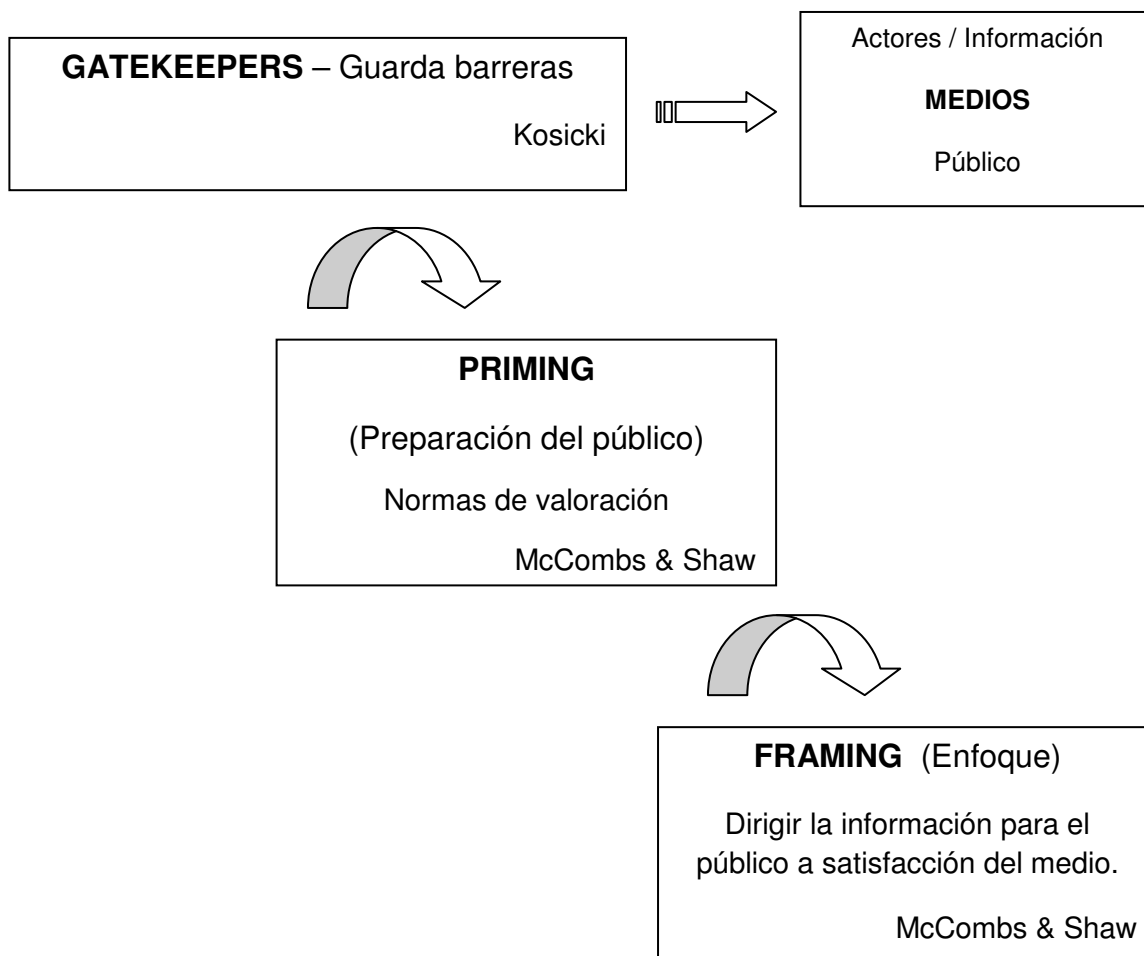 GATEKEEPERS – Guarda barreras
Kosicki
Actores / Información
MEDIOS
Público
PRIMING
(Preparación del público)
Normas de valoración
McCombs & Shaw
FRAMING (Enfoque)
Dirigir la información para el
público a satisfacción del medio.
McCombs & Shaw